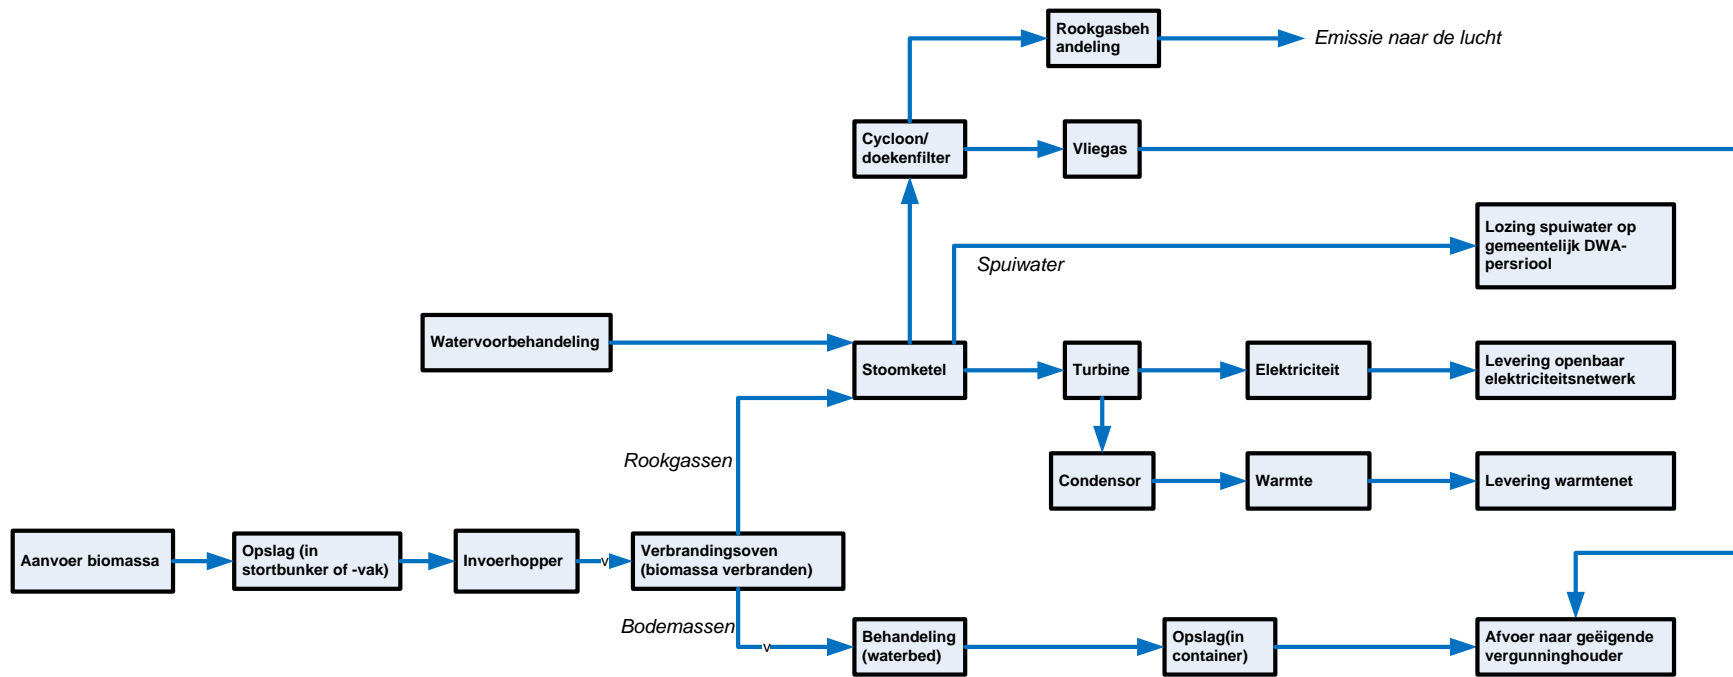 Rookgasbeh
andeling
Emissie naar de lucht
Cycloon/
doekenfilter
Vliegas
Lozing spuiwater op
gemeentelijk DWA-
persriool
Spuiwater
Watervoorbehandeling
Stoomketel
Turbine
Elektriciteit
Levering openbaar
elektriciteitsnetwerk
Rookgassen
Condensor
Warmte
Levering warmtenet
Aanvoer biomassa
Opslag (in
stortbunker of -vak)
Invoerhopper
v
Verbrandingsoven
(biomassa verbranden)
Bodemassen
v
Behandeling
(waterbed)
Opslag(in
container)
Afvoer naar geëigende
vergunninghouder